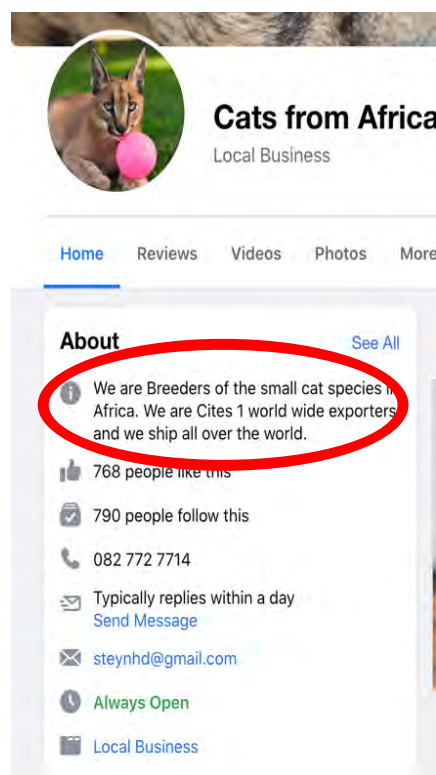 Cats from Africa
Local Business
Home Reviews Videos Photos More
About See All
We are Breeders of the small cat species
Africa. We are Cites 1 world wide exporters
and we ship all over the world.
768 people like this
790 people follow this
082 772 7714
Typically replies within a day
Send Message
steynhd@gmail.com
Always Open
Local Business